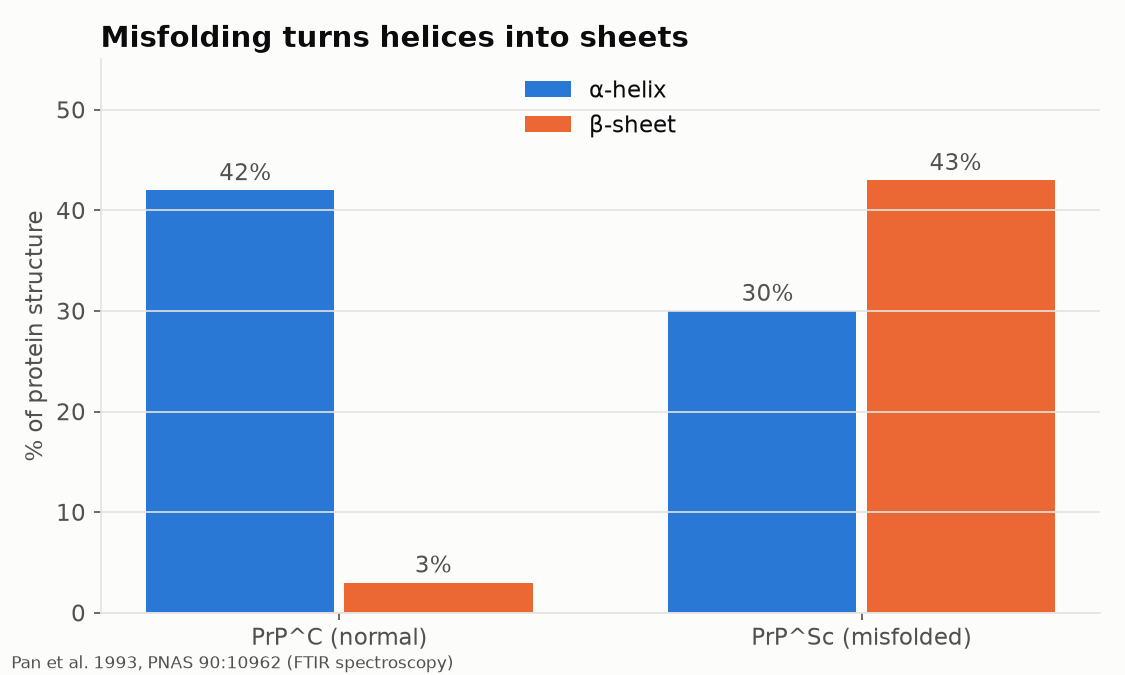 Misfolding turns helices into sheets
α-helix
β-sheet
% of protein structure
50
40
30
20
10
0
42%
3%
30%
43%
PrP^C (normal)
PrP^Sc (misfolded)
Pan et al. 1993, PNAS 90:10962 (FTIR spectroscopy)